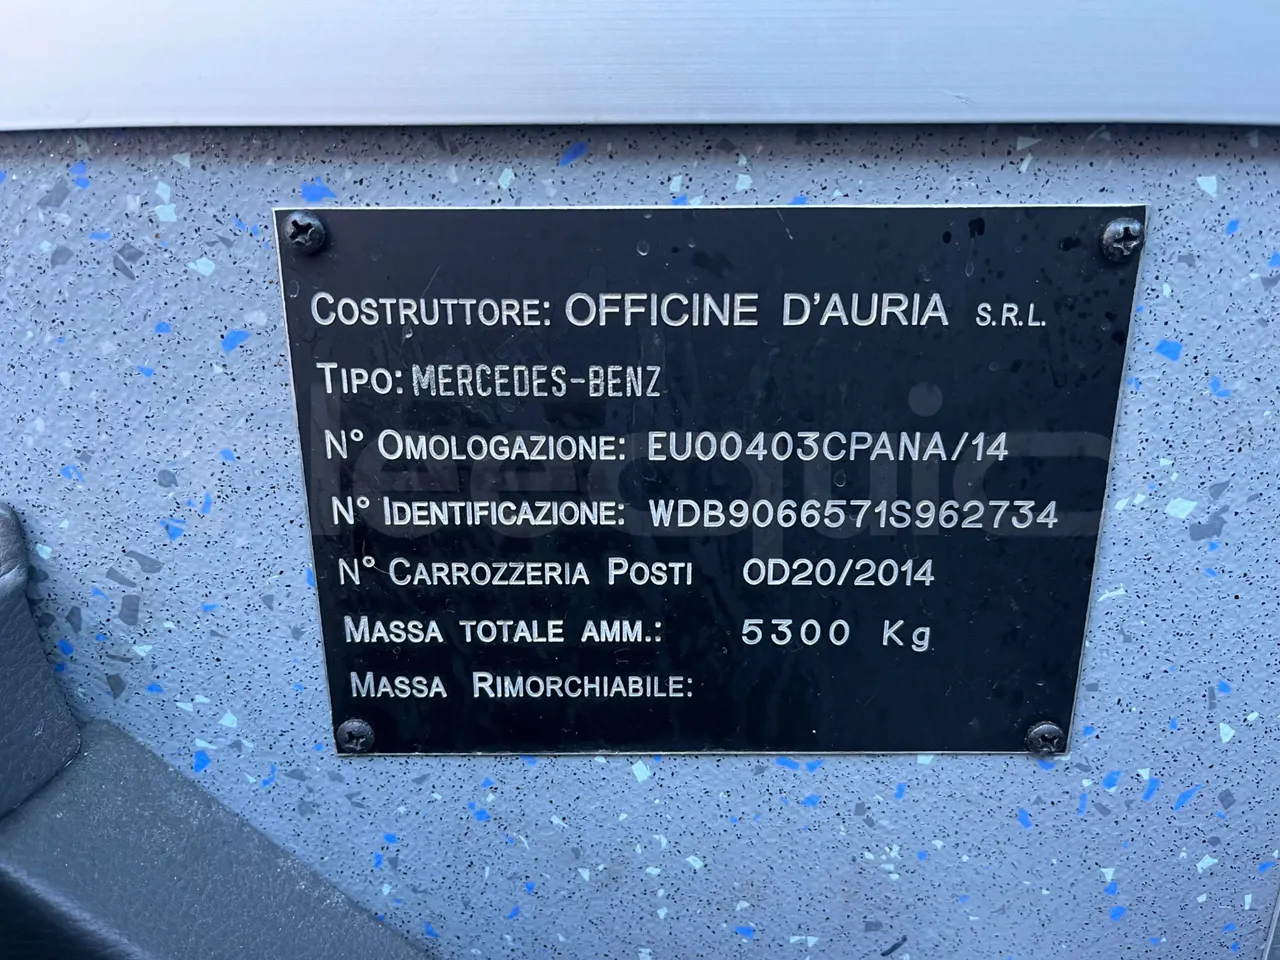 COSTRUTTORE: OFFICINE D'AURIA S.R.L.
TIPO: MERCEDES-BENZ
N° OMOLOGAZIONE: EU00403CPANA/14
N° IDENTIFICAZIONE: WDB9066571S962734
N° CARROZZERIA POSTI OD20/2014
MASSA TOTALE AMM.: 5300 Kg
MASSA RIMORCHIABILE: